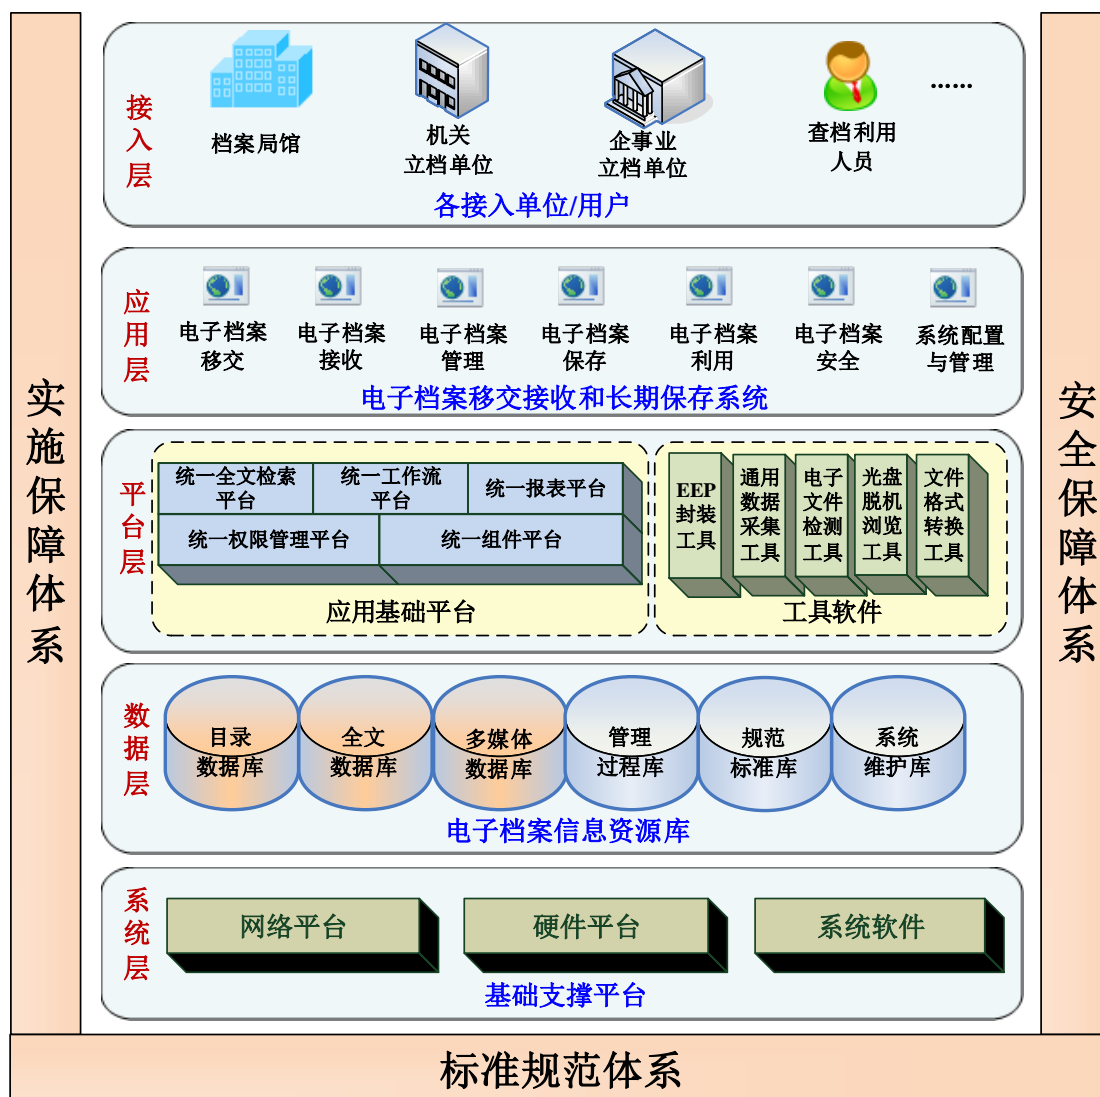 实施保障体系
安全保障体系
接入层
档案局馆
机关
立档单位
企事业
立档单位
查档利用
人员
……
各接入单位/用户
应用层
电子档案
移交
电子档案
接收
电子档案
管理
电子档案
保存
电子档案
利用
电子档案
安全
系统配置
与管理
电子档案移交接收和长期保存系统
平台层
统一全文检索
平台
统一工作流
平台
统一报表平台
统一权限管理平台
统一组件平台
应用基础平台
EEP
封装
工具
通用
数据
采集
工具
电子
文件
检测
工具
光盘
脱机
浏览
工具
文件
格式
转换
工具
工具软件
数据层
目录
数据库
全文
数据库
多媒体
数据库
管理
过程库
规范
标准库
系统
维护库
电子档案信息资源库
系统层
网络平台
硬件平台
系统软件
基础支撑平台
标准规范体系